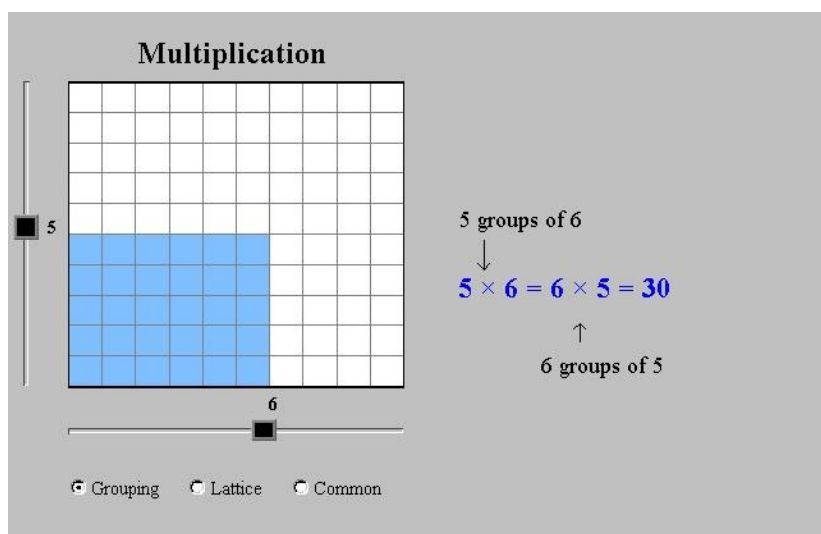 Multiplication
5
6
Grouping Lattice Common
5 groups of 6
↓
5 × 6 = 6 × 5 = 30
↑
6 groups of 5